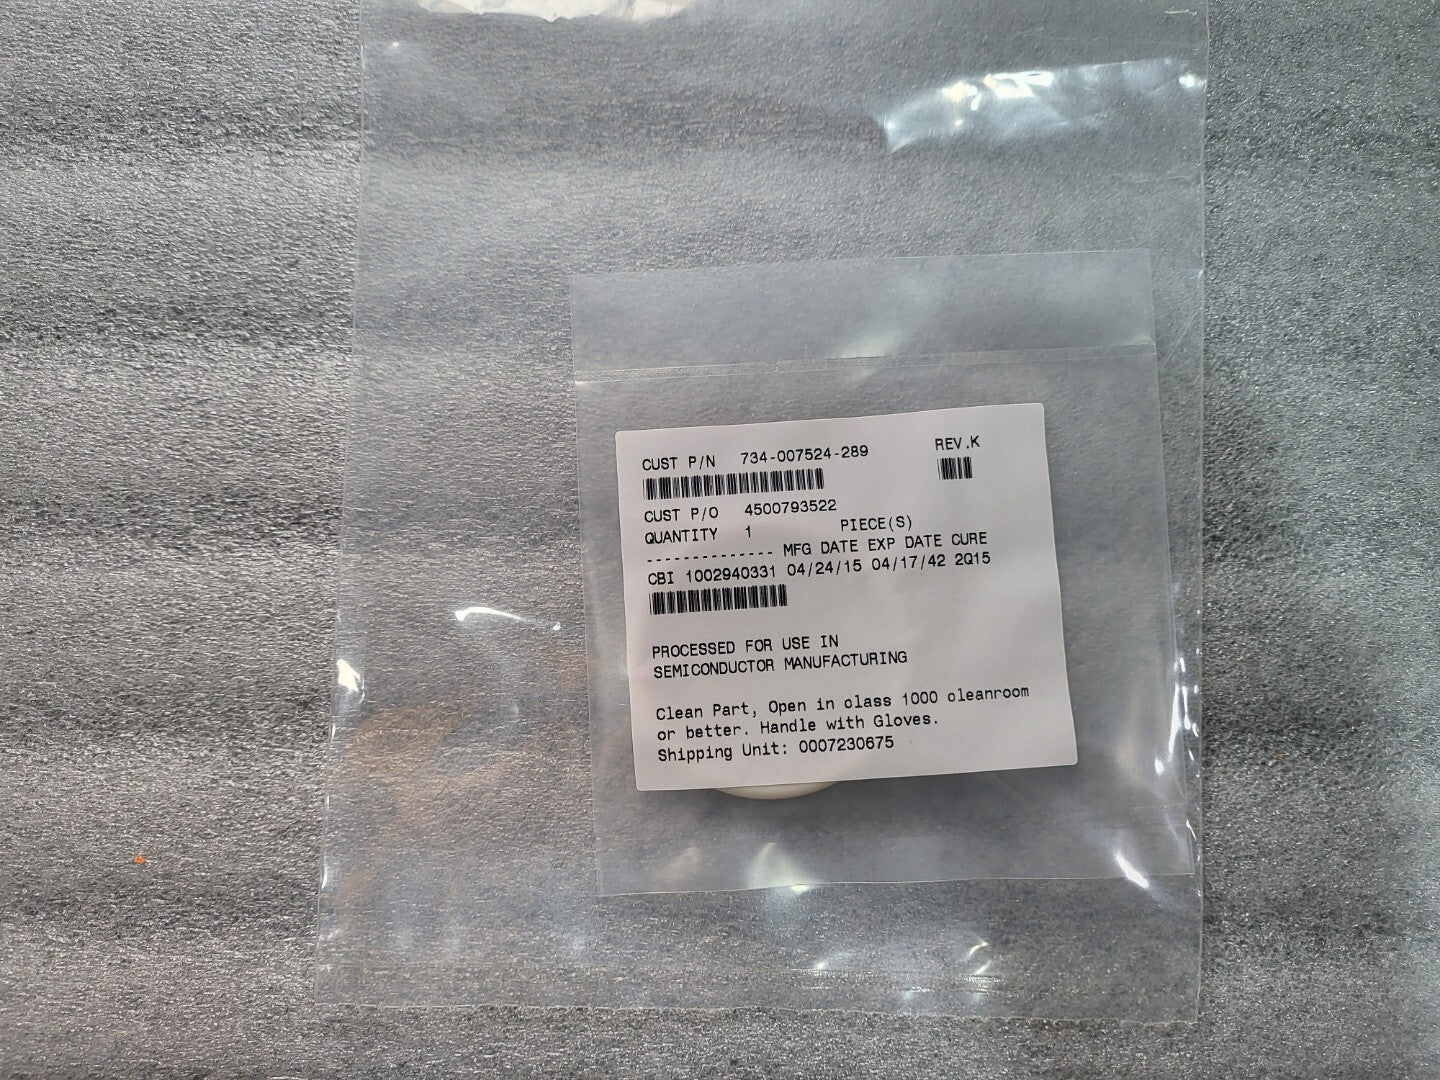 CUST P/N 734-007524-289 REV.K
CUST P/O 4500793522
QUANTITY 1 PIECE(S)
-------------- MFG DATE EXP DATE CURE
CBI 1002940331 04/24/15 04/17/42 2Q15
PROCESSED FOR USE IN
SEMICONDUCTOR MANUFACTURING
Clean Part, Open in class 1000 cleanroom
or better. Handle with Gloves.
Shipping Unit: 0007230675